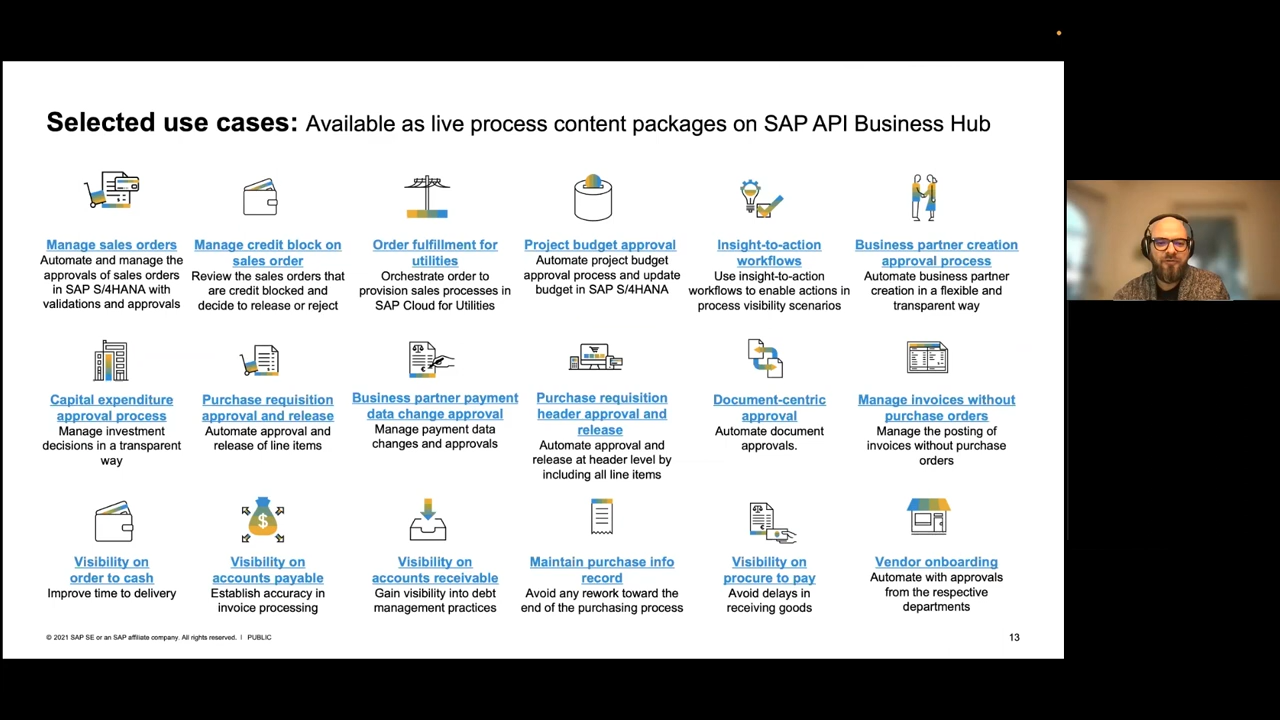 Selected use cases: Available as live process content packages on SAP API Business Hub
Manage sales orders
Automate and manage the
approvals of sales orders
in SAP S/4HANA with
validations and approvals
Manage credit block on
sales order
Review the sales orders that
are credit blocked and
decide to release or reject
Order fulfillment for
utilities
Orchestrate order to
provision sales processes in
SAP Cloud for Utilities
Project budget approval
Automate project budget
approval process and update
budget in SAP S/4HANA
Insight-to-action
workflows
Use insight-to-action
workflows to enable actions in
process visibility scenarios
Business partner creation
approval process
Automate business partner
creation in a flexible and
transparent way
Capital expenditure
approval process
Manage investment
decisions in a transparent
way
Purchase requisition
approval and release
Automate approval and
release of line items
Business partner payment
data change approval
Manage payment data
changes and approvals
Purchase requisition
header approval and
release
Automate approval and
release at header level by
including all line items
Document-centric
approval
Automate document
approvals.
Manage invoices without
purchase orders
Manage the posting of
invoices without purchase
orders
Visibility on
order to cash
Improve time to delivery
$
Visibility on
accounts payable
Establish accuracy in
invoice processing
Visibility on
accounts receivable
Gain visibility into debt
management practices
Maintain purchase info
record
Avoid any rework toward the
end of the purchasing process
Visibility on
procure to pay
Avoid delays in
receiving goods
Vendor onboarding
Automate with approvals
from the respective
departments
© 2021 SAP SE or an SAP affiliate company. All rights reserved. | PUBLIC
13